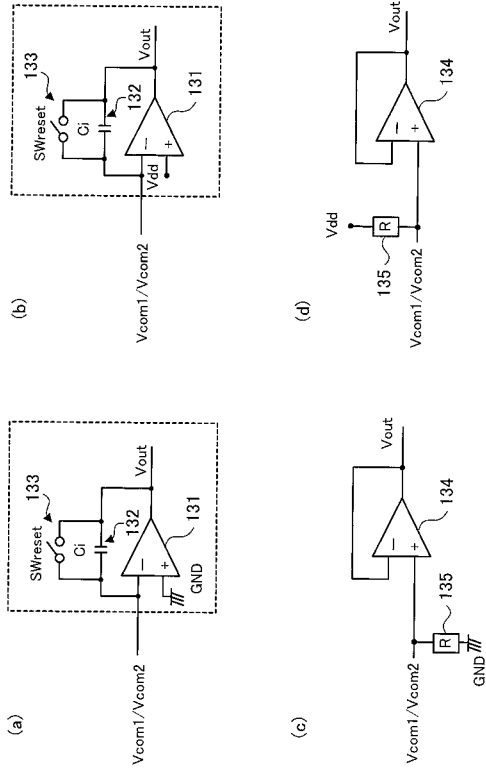 (a)
SWreset
133
Ci
132
Vout
−
+
131
GND
Vcom1/Vcom2
(b)
SWreset
133
Ci
132
Vout
−
+
Vdd
131
Vcom1/Vcom2
(c)
Vout
−
+
134
Vcom1/Vcom2
R
135
GND
(d)
Vdd
Vout
R
135
−
+
134
Vcom1/Vcom2